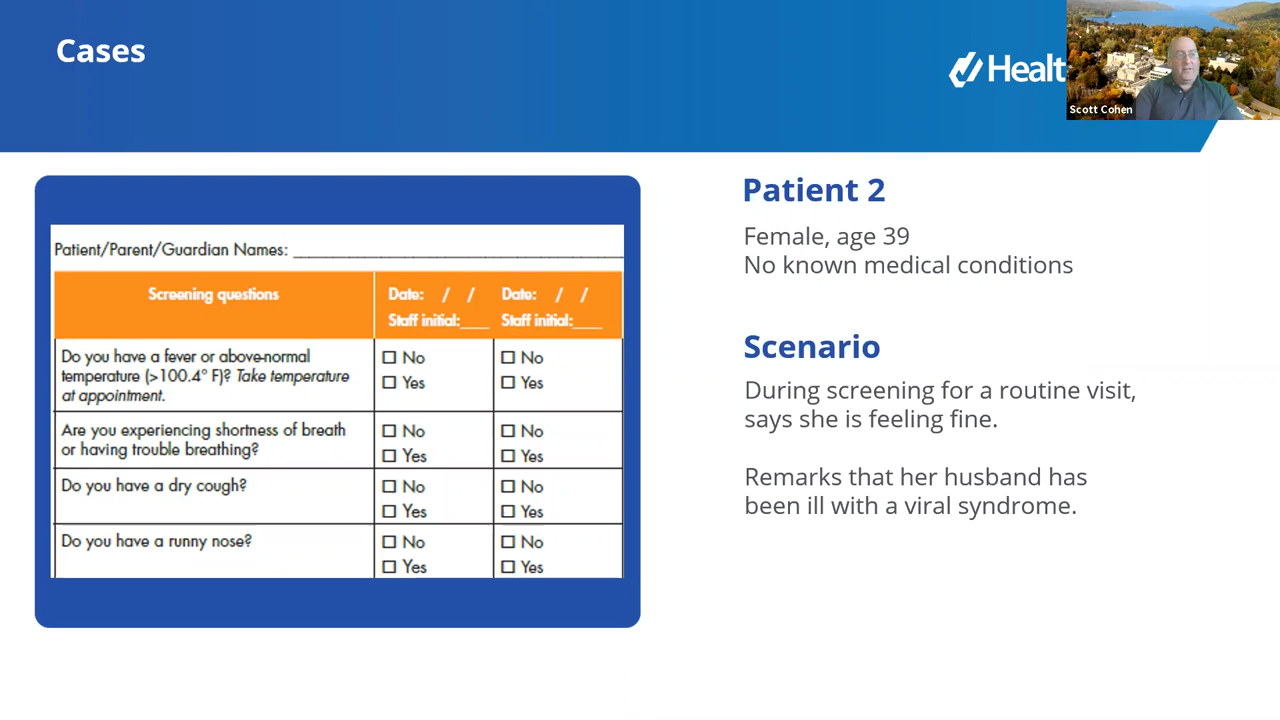 Cases
Healt
Scott Cohen
Patient/Parent/Guardian Names:
Screening questions
Date: / /
Staff initial:____
Date: / /
Staff initial:____
Do you have a fever or above-normal
temperature (>100.4° F)? Take temperature
at appointment.
☐ No
☐ Yes
☐ No
☐ Yes
Are you experiencing shortness of breath
or having trouble breathing?
☐ No
☐ Yes
☐ No
☐ Yes
Do you have a dry cough?
☐ No
☐ Yes
☐ No
☐ Yes
Do you have a runny nose?
☐ No
☐ Yes
☐ No
☐ Yes
Patient 2
Female, age 39
No known medical conditions
Scenario
During screening for a routine visit,
says she is feeling fine.
Remarks that her husband has
been ill with a viral syndrome.